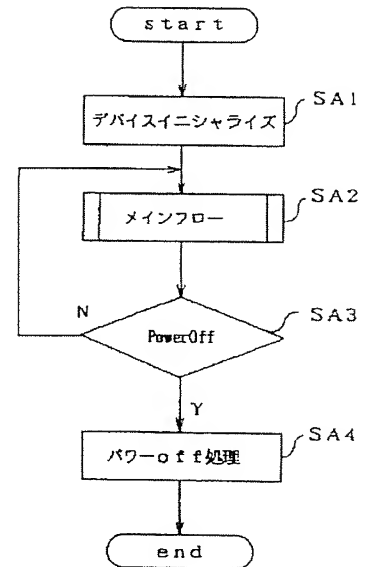 start
デバイスイニシャライズ
SA1
メインフロー
SA2
N
PowerOff
SA3
Y
パワーoff処理
SA4
end